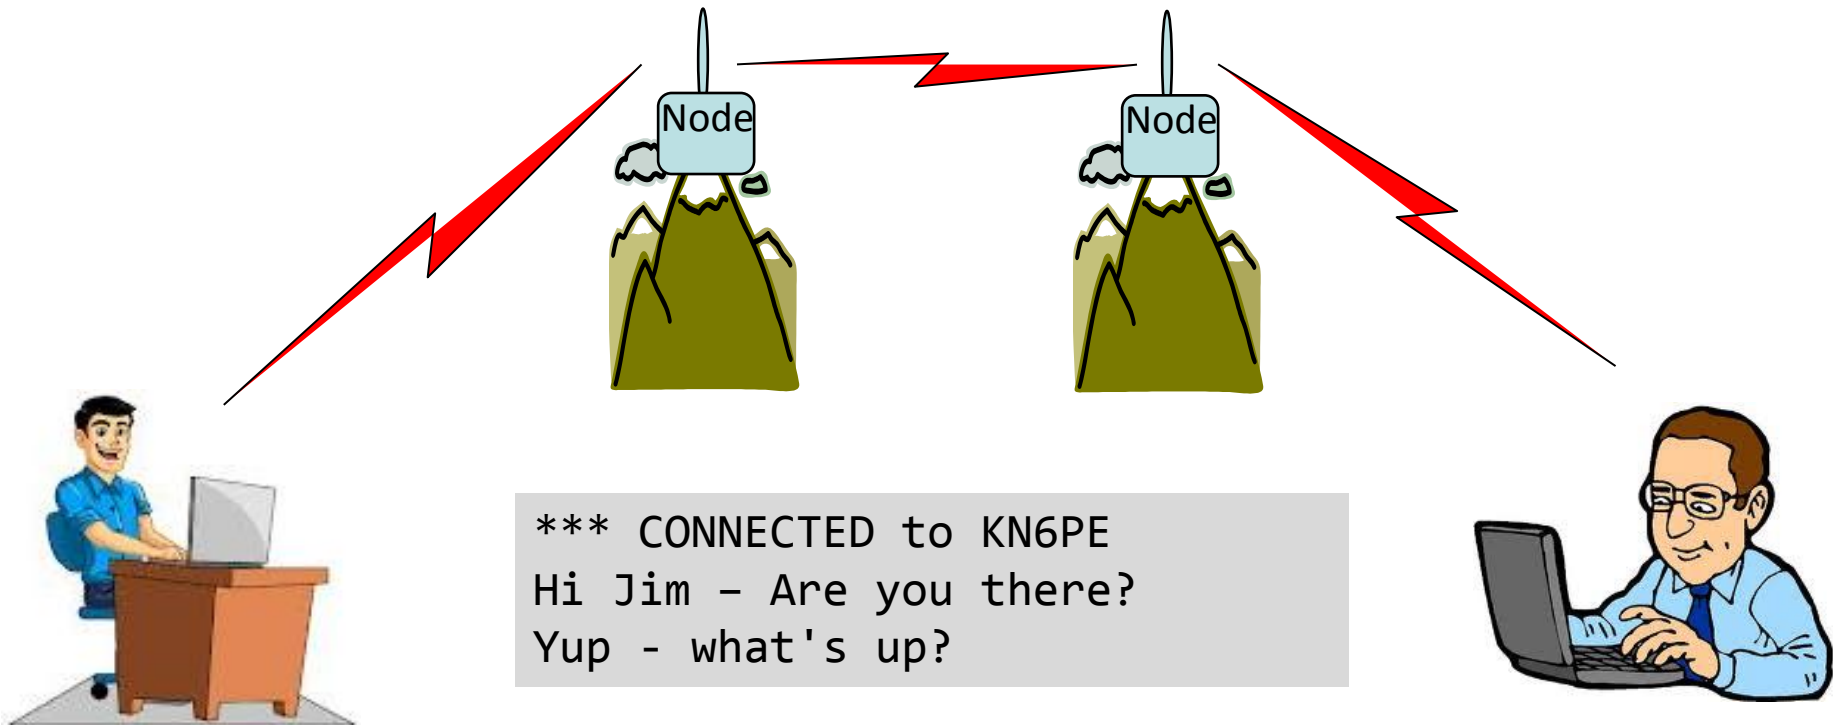 Node
Node
*** CONNECTED to KN6PE
Hi Jim – Are you there?
Yup - what's up?